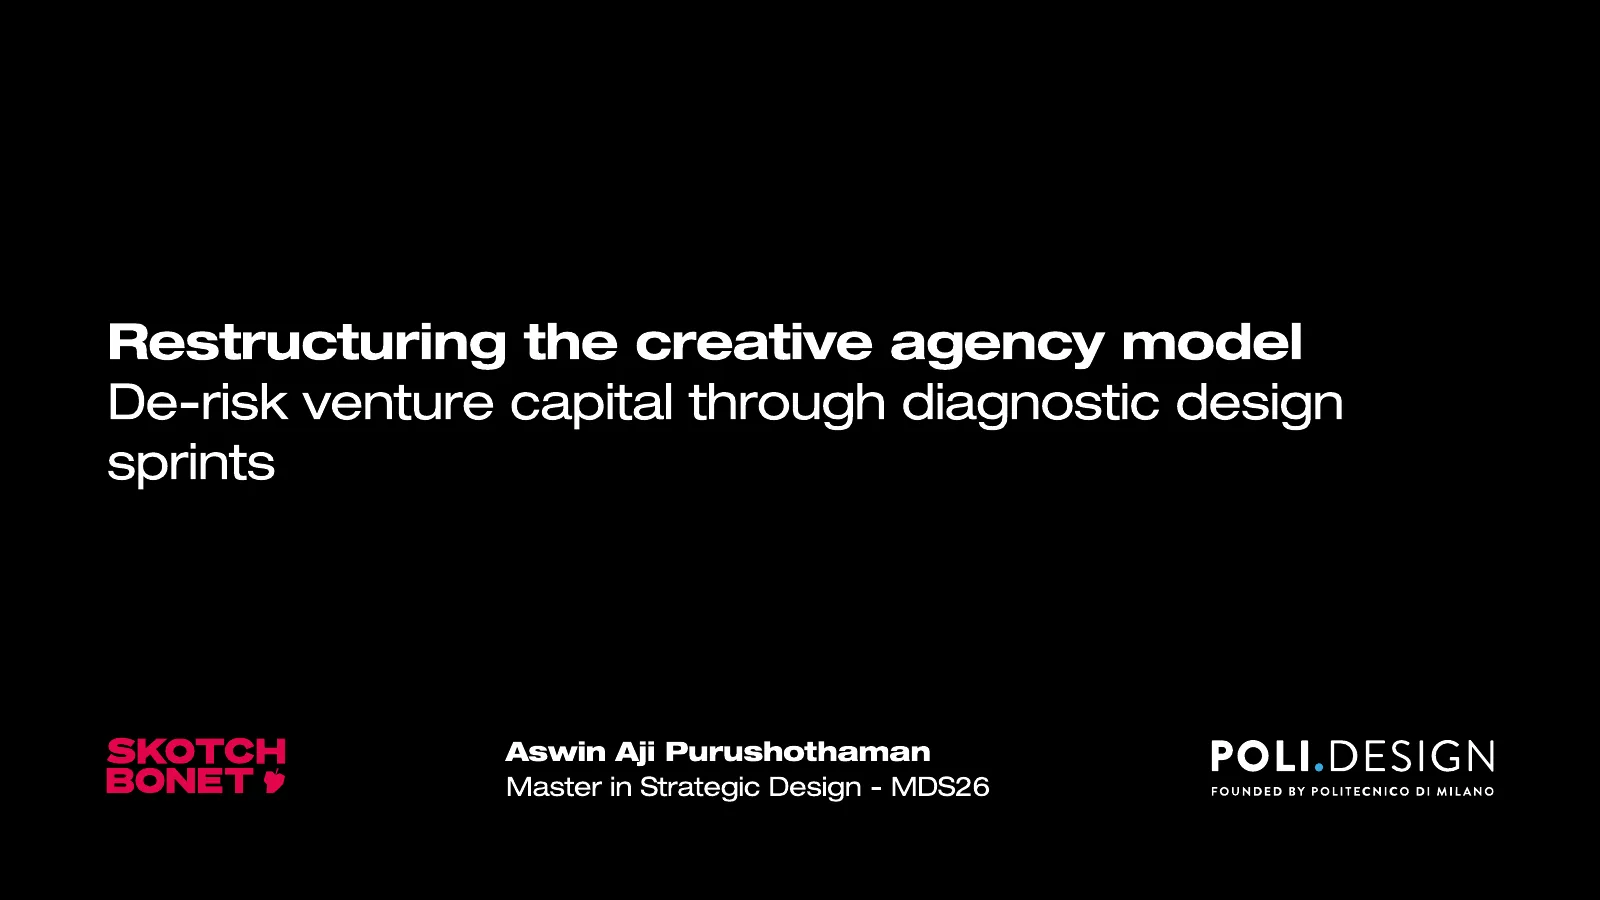 Restructuring the creative agency model
De-risk venture capital through diagnostic design
sprints
SKOTCH
BONET
Aswin Aji Purushothaman
Master in Strategic Design - MDS26
POLI.DESIGN
FOUNDED BY POLITECNICO DI MILANO